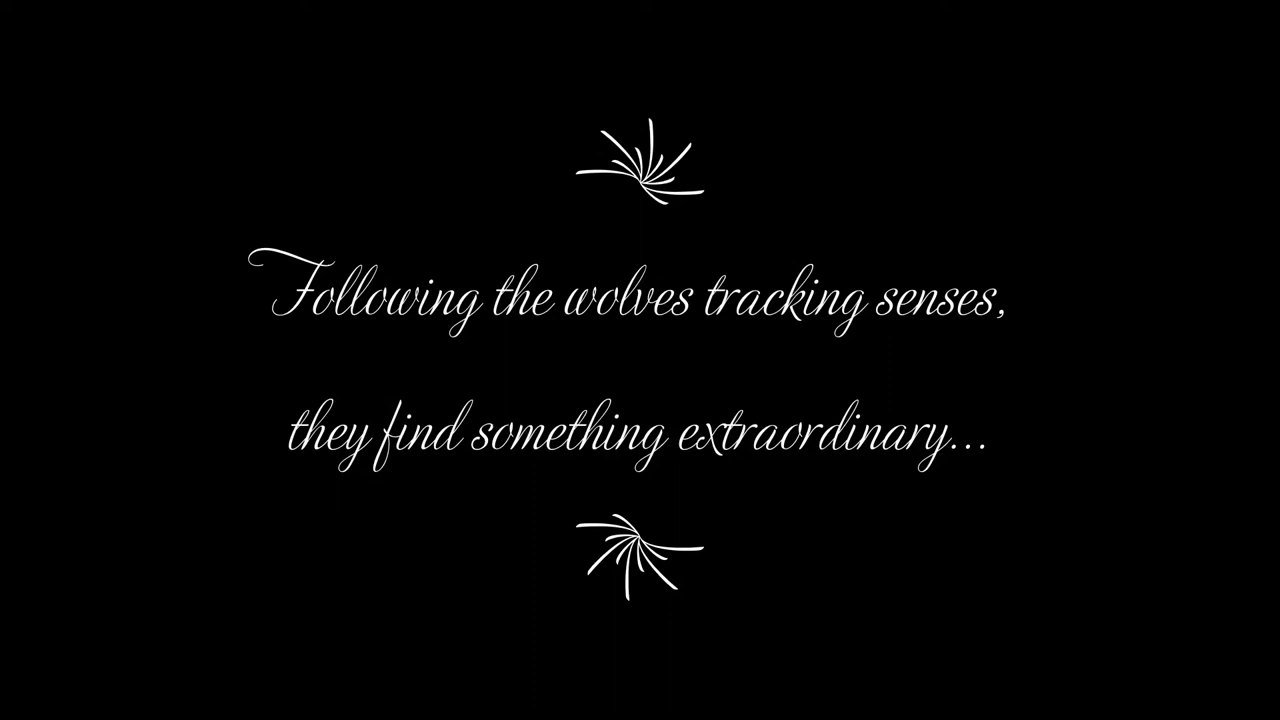 Following the wolves tracking senses,
they find something extraordinary...